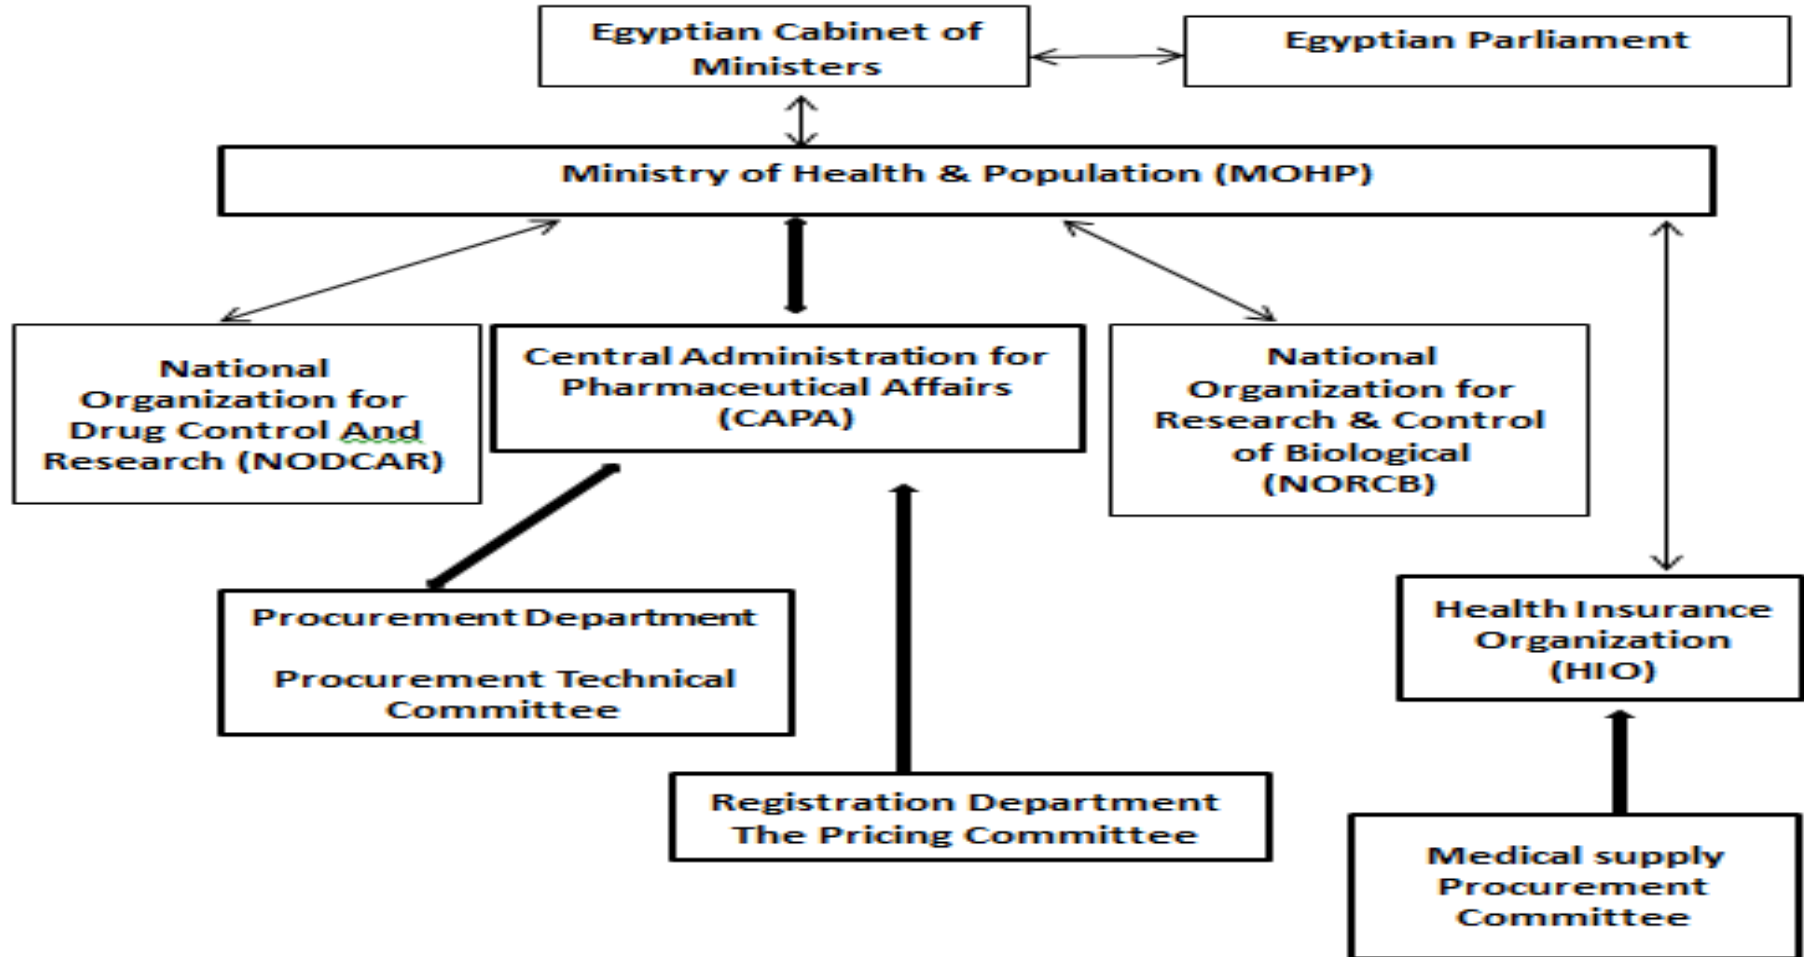 Egyptian Cabinet of
Ministers
Egyptian Parliament
Ministry of Health & Population (MOHP)
National
Organization for
Drug Control And
Research (NODCAR)
Central Administration for
Pharmaceutical Affairs
(CAPA)
National
Organization for
Research & Control
of Biological
(NORCB)
Procurement Department
Procurement Technical
Committee
Health Insurance
Organization
(HIO)
Registration Department
The Pricing Committee
Medical supply
Procurement
Committee